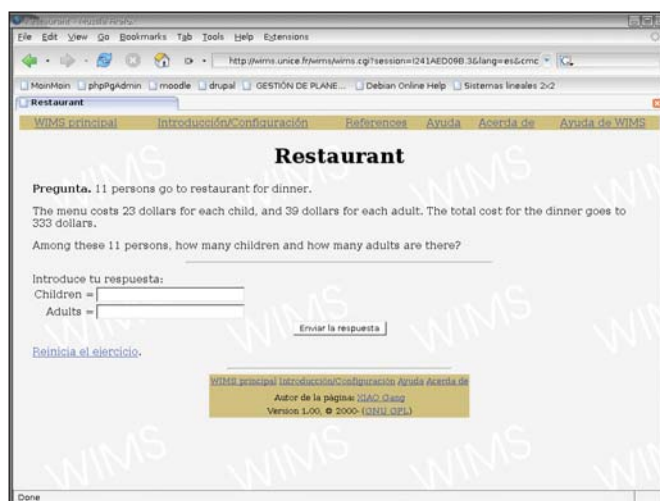 Restaurant - Mozilla Firefox
File Edit View Go Bookmarks Tab Tools Help Extensions
http://wims.unice.fr/wims/wims.cgi?session=I241AED09B.3&lang=es&cmc
MoinMoin phpPgAdmin moodle drupal GESTIÓN DE PLANE... Debian Online Help Sistemas lineales 2x2
Restaurant
WIMS principal Introducción/Configuración References Ayuda Acerda de Ayuda de WIMS
Restaurant
Pregunta. 11 persons go to restaurant for dinner.
The menu costs 23 dollars for each child, and 39 dollars for each adult. The total cost for the dinner goes to
333 dollars.
Among these 11 persons, how many children and how many adults are there?
Introduce tu respuesta:
Children =
Adults =
Enviar la respuesta
Reinicia el ejercicio.
WIMS principal Introducción/Configuración Ayuda Acerda de
Autor de la página: XIAO Gang
Version 1.00, © 2000- (GNU GPL)
Done